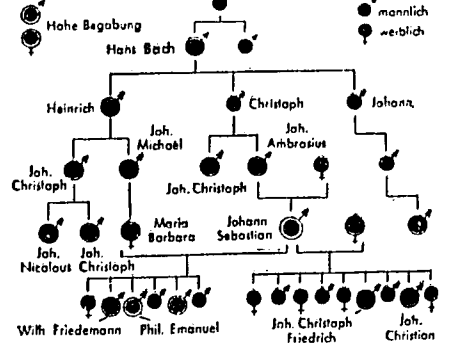 Hohe Begabung
männlich
weiblich
Hans Bach
Heinrich
Christoph
Johann
Joh.
Michael
Joh.
Ambrosius
Joh.
Christoph
Joh. Christoph
Maria
Barbara
Johann
Sebastian
Joh.
Nicolaus
Joh.
Christoph
Wilh Friedemann
Phil. Emanuel
Joh. Christoph
Friedrich
Joh.
Christian